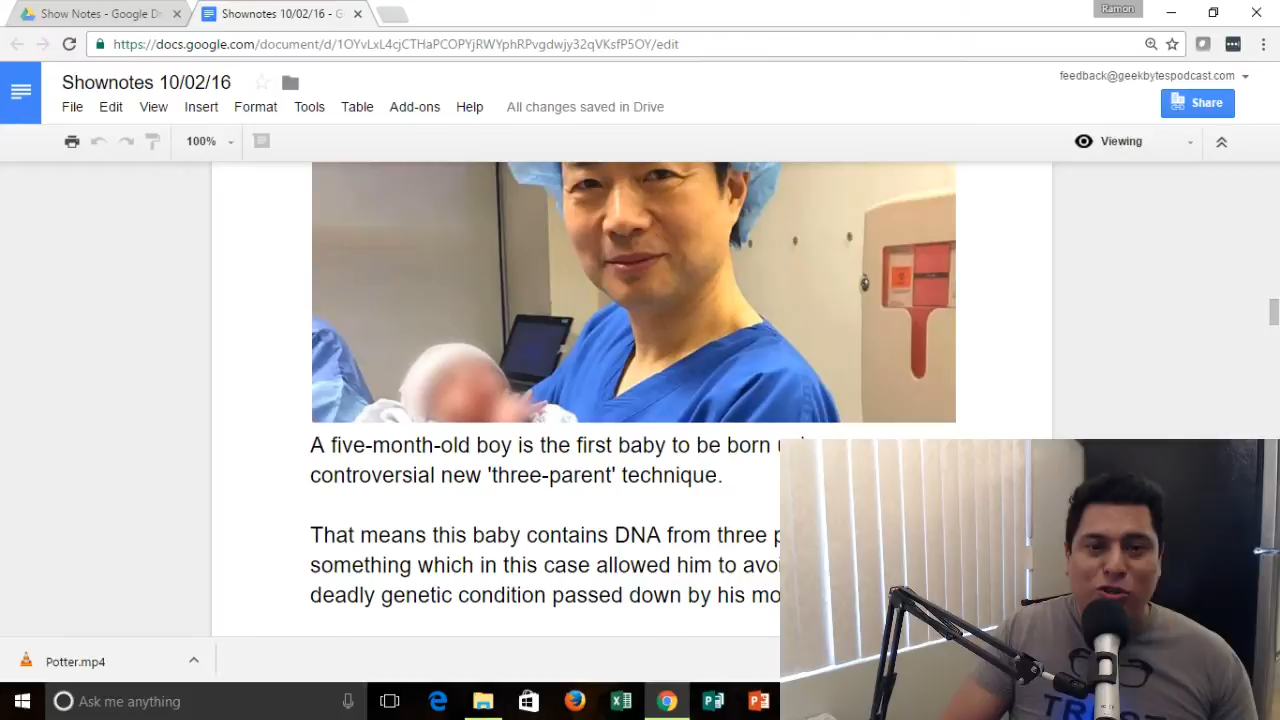 Show Notes - Google Dr
Shownotes 10/02/16 - G
Ramon
https://docs.google.com/document/d/1OYvLxL4cjCTHaPCOPYjRWYphRPvgdwjy32qVKsfP5OY/edit
Shownotes 10/02/16
feedback@geekbytespodcast.com
File Edit View Insert Format Tools Table Add-ons Help All changes saved in Drive
Share
100%
Viewing
A five-month-old boy is the first baby to be born
controversial new 'three-parent' technique.
That means this baby contains DNA from three
something which in this case allowed him to
deadly genetic condition passed down by his
Potter.mp4
Ask me anything